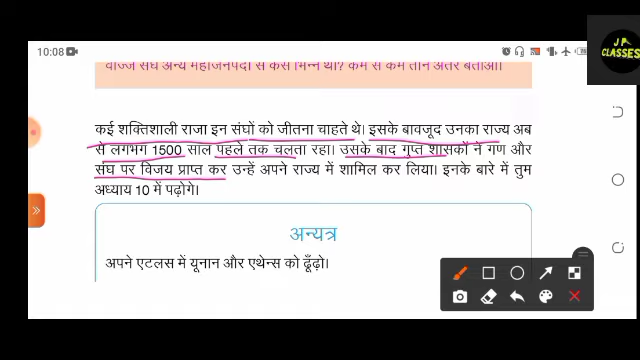 10:08
J P
CLASSES
वज्जि संघ अन्य महाजनपदों से कैसे भिन्न था? कम से कम तीन अंतर बताओ।
कई शक्तिशाली राजा इन संघों को जीतना चाहते थे। इसके बावजूद उनका राज्य अब
से लगभग 1500 साल पहले तक चलता रहा। उसके बाद गुप्त शासकों ने गण और
संघ पर विजय प्राप्त कर उन्हें अपने राज्य में शामिल कर लिया। इनके बारे में तुम
अध्याय 10 में पढ़ोगे।
अन्यत्र
अपने एटलस में यूनान और एथेन्स को ढूँढ़ो।